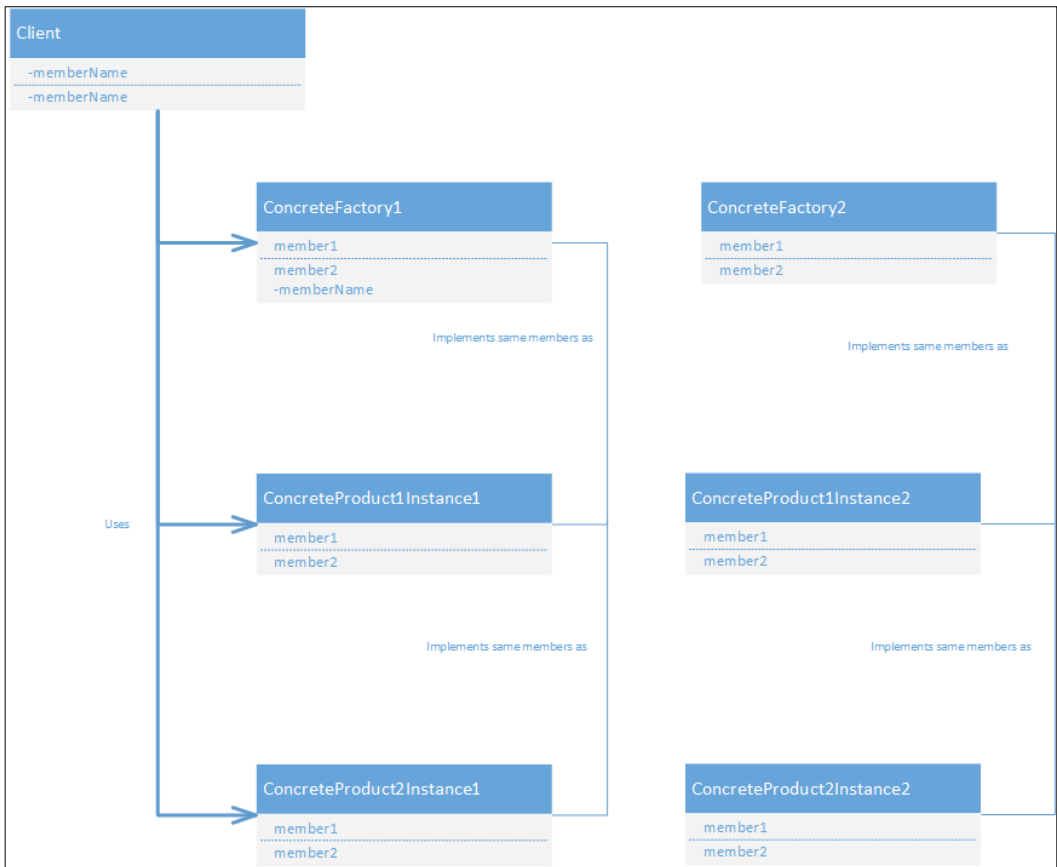 Client
-memberName
-memberName
ConcreteFactory1
member1
member2
-memberName
ConcreteFactory2
member1
member2
Implements same members as
Implements same members as
Uses
ConcreteProduct1Instance1
member1
member2
ConcreteProduct1Instance2
member1
member2
Implements same members as
Implements same members as
ConcreteProduct2Instance1
member1
member2
ConcreteProduct2Instance2
member1
member2